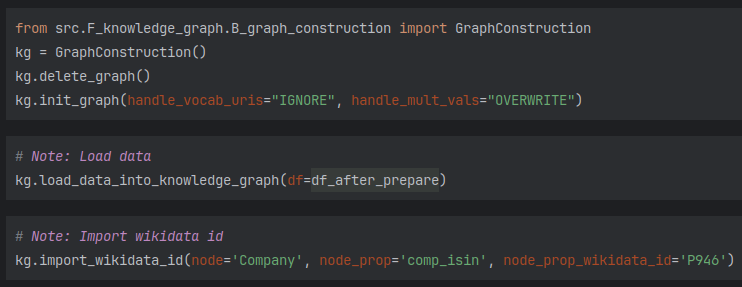 from src.F_knowledge_graph.B_graph_construction import GraphConstruction
kg = GraphConstruction()
kg.delete_graph()
kg.init_graph(handle_vocab_uris="IGNORE", handle_mult_vals="OVERWRITE")
# Note: Load data
kg.load_data_into_knowledge_graph(df=df_after_prepare)
# Note: Import wikidata id
kg.import_wikidata_id(node='Company', node_prop='comp_isin', node_prop_wikidata_id='P946')